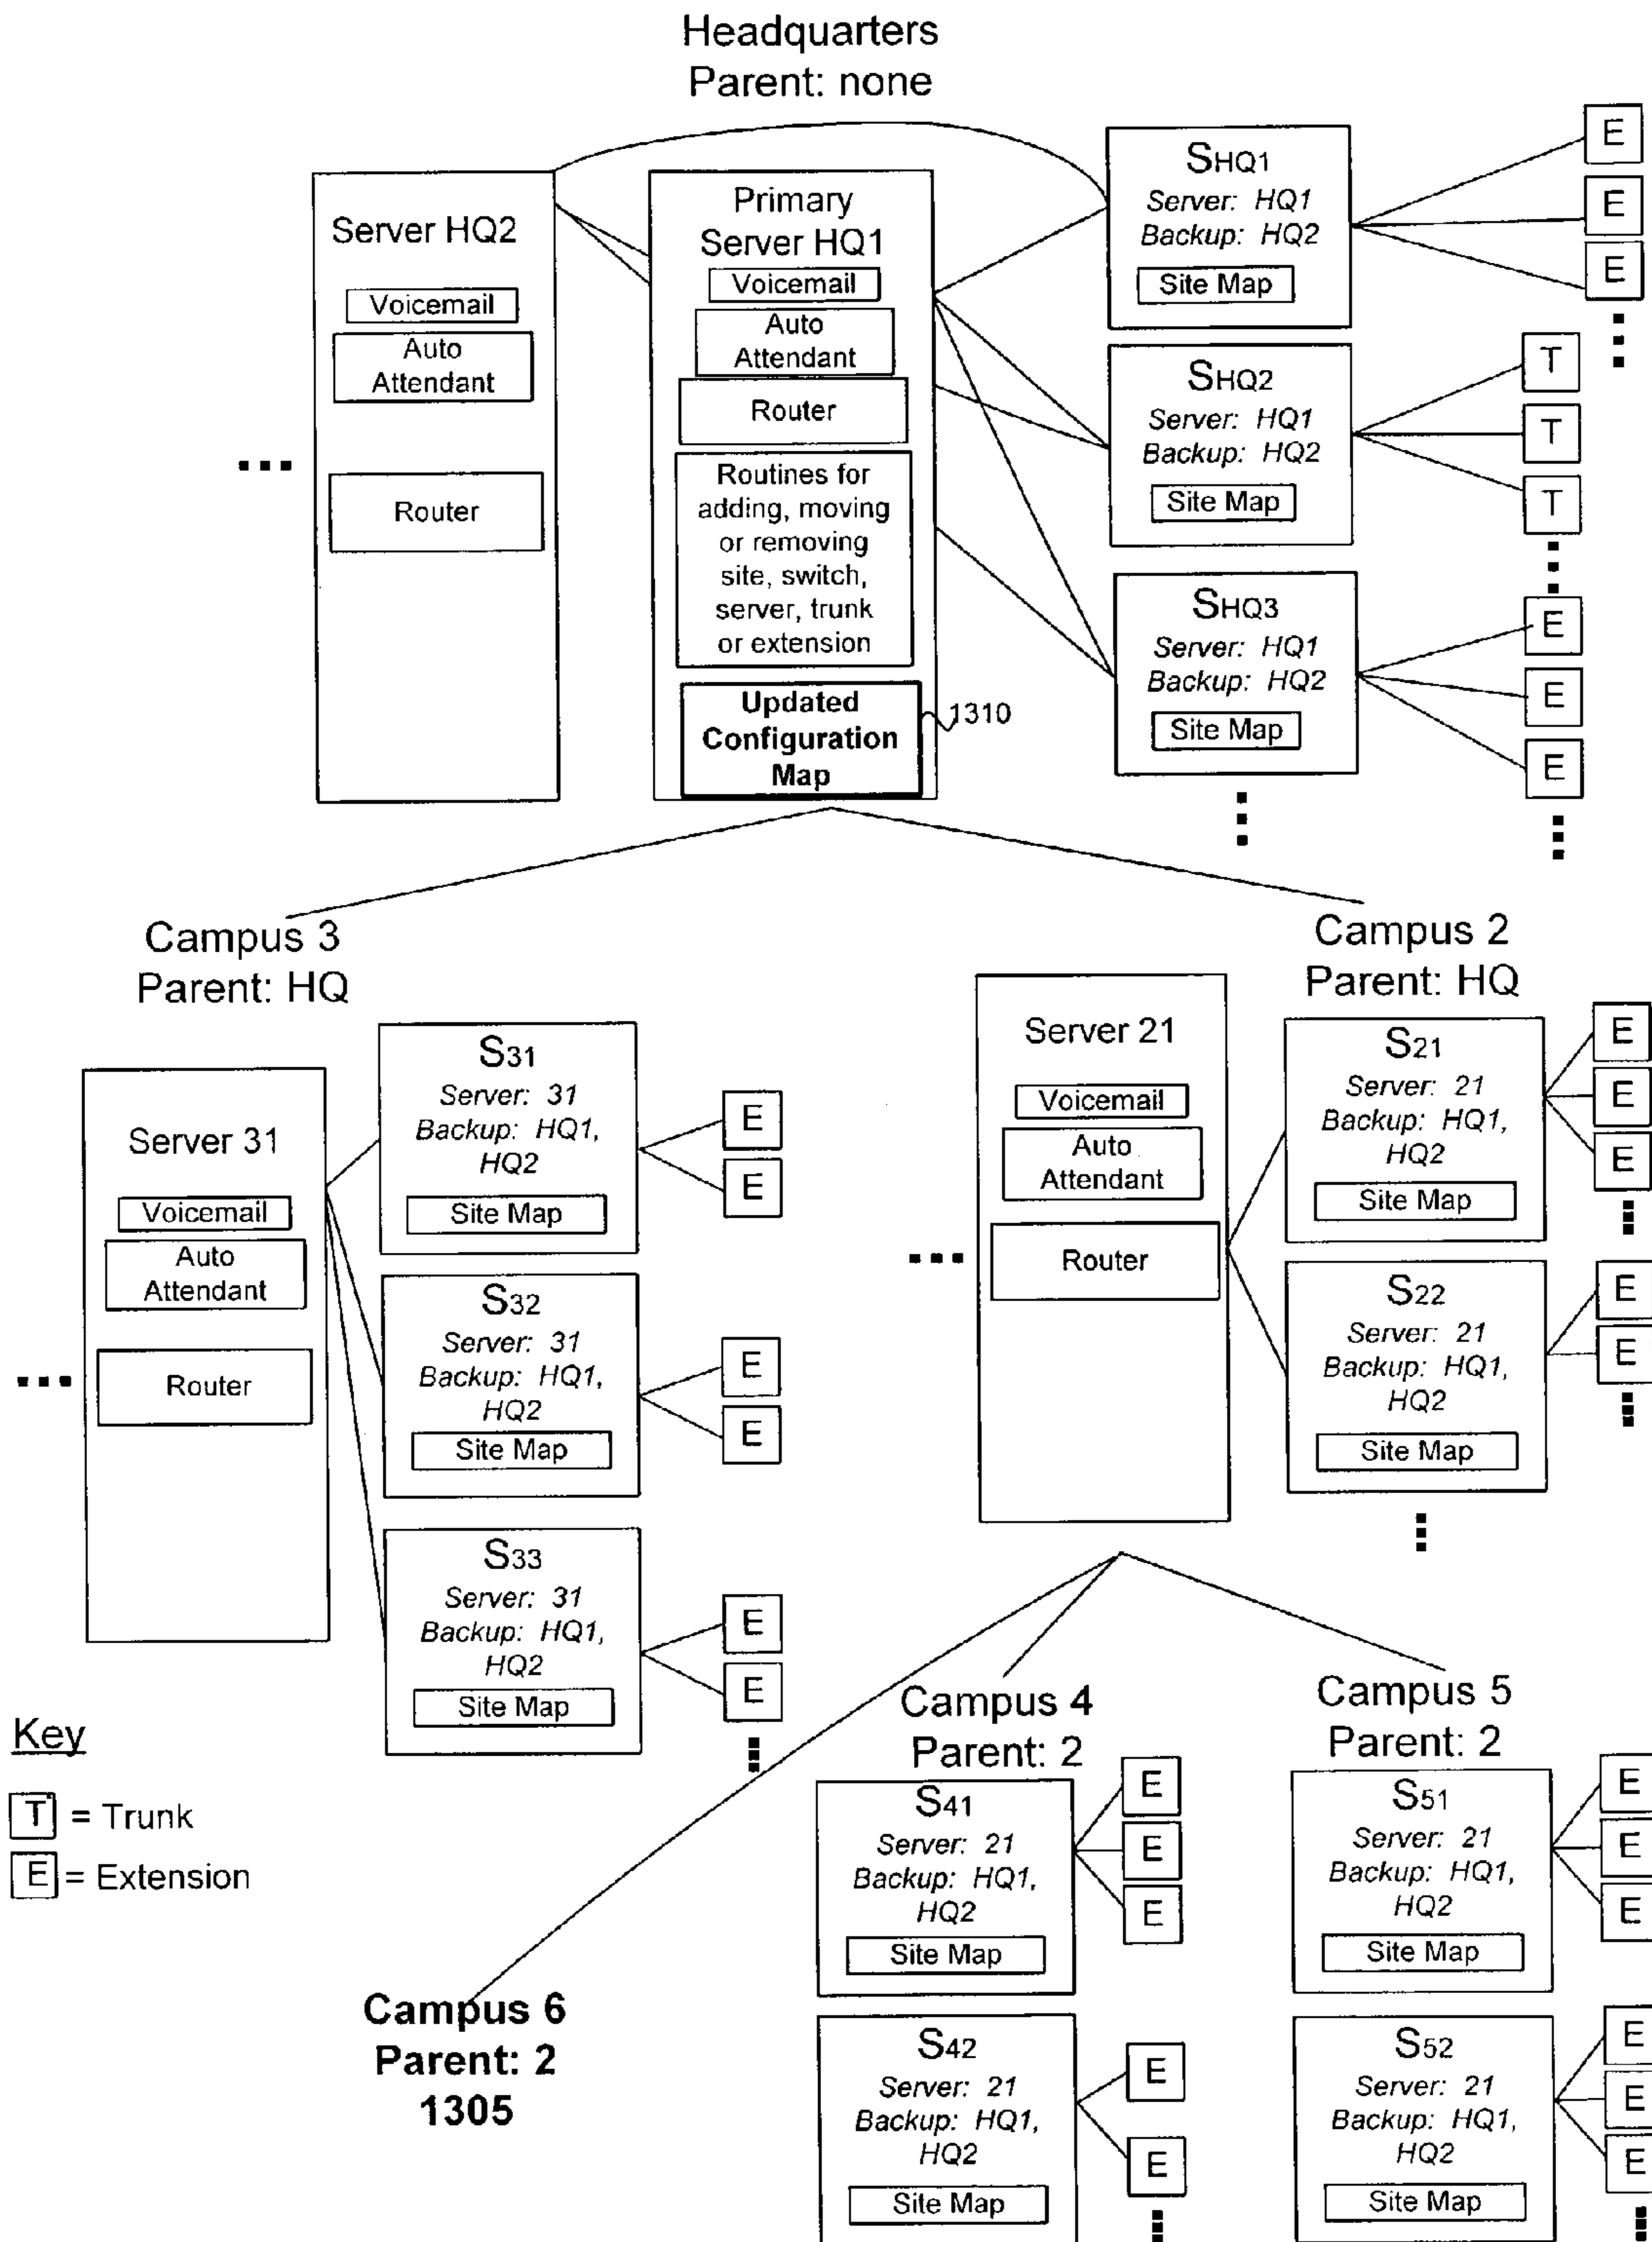 Headquarters
Parent: none
Server HQ2
Voicemail
Auto
Attendant
Router
Primary
Server HQ1
Voicemail
Auto
Attendant
Router
Routines for
adding, moving
or removing
site, switch,
server, trunk
or extension
Updated
Configuration
Map
1310
SHQ1
Server: HQ1
Backup: HQ2
Site Map
E
E
E
SHQ2
Server: HQ1
Backup: HQ2
Site Map
T
T
T
SHQ3
Server: HQ1
Backup: HQ2
Site Map
E
E
E
Campus 3
Parent: HQ
Server 31
Voicemail
Auto
Attendant
Router
S31
Server: 31
Backup: HQ1,
HQ2
Site Map
E
E
S32
Server: 31
Backup: HQ1,
HQ2
Site Map
E
E
S33
Server: 31
Backup: HQ1,
HQ2
Site Map
E
E
Campus 2
Parent: HQ
Server 21
Voicemail
Auto
Attendant
Router
S21
Server: 21
Backup: HQ1,
HQ2
Site Map
E
E
E
S22
Server: 21
Backup: HQ1,
HQ2
Site Map
E
E
Key
T = Trunk
E = Extension
Campus 6
Parent: 2
1305
Campus 4
Parent: 2
S41
Server: 21
Backup: HQ1,
HQ2
Site Map
E
E
E
S42
Server: 21
Backup: HQ1,
HQ2
Site Map
E
E
Campus 5
Parent: 2
S51
Server: 21
Backup: HQ1,
HQ2
Site Map
E
E
E
S52
Server: 21
Backup: HQ1,
HQ2
Site Map
E
E
E